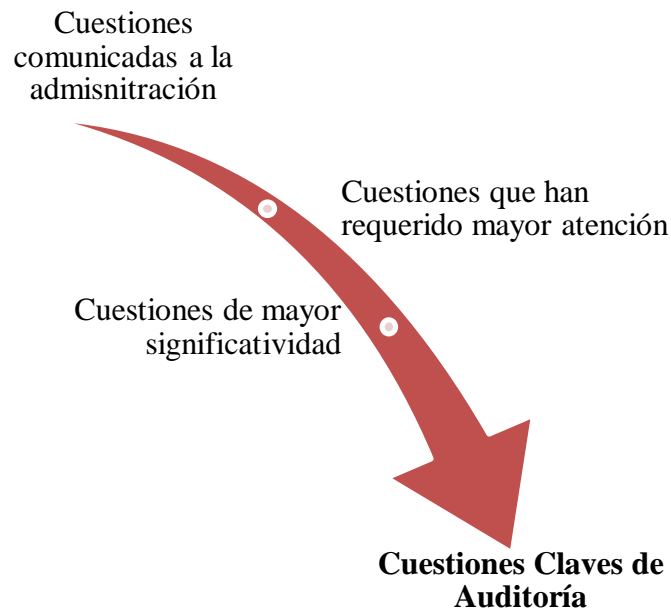 Cuestiones
comunicadas a la
admisnitración
Cuestiones que han
requerido mayor atención
Cuestiones de mayor
significatividad
Cuestiones Claves de
Auditoría